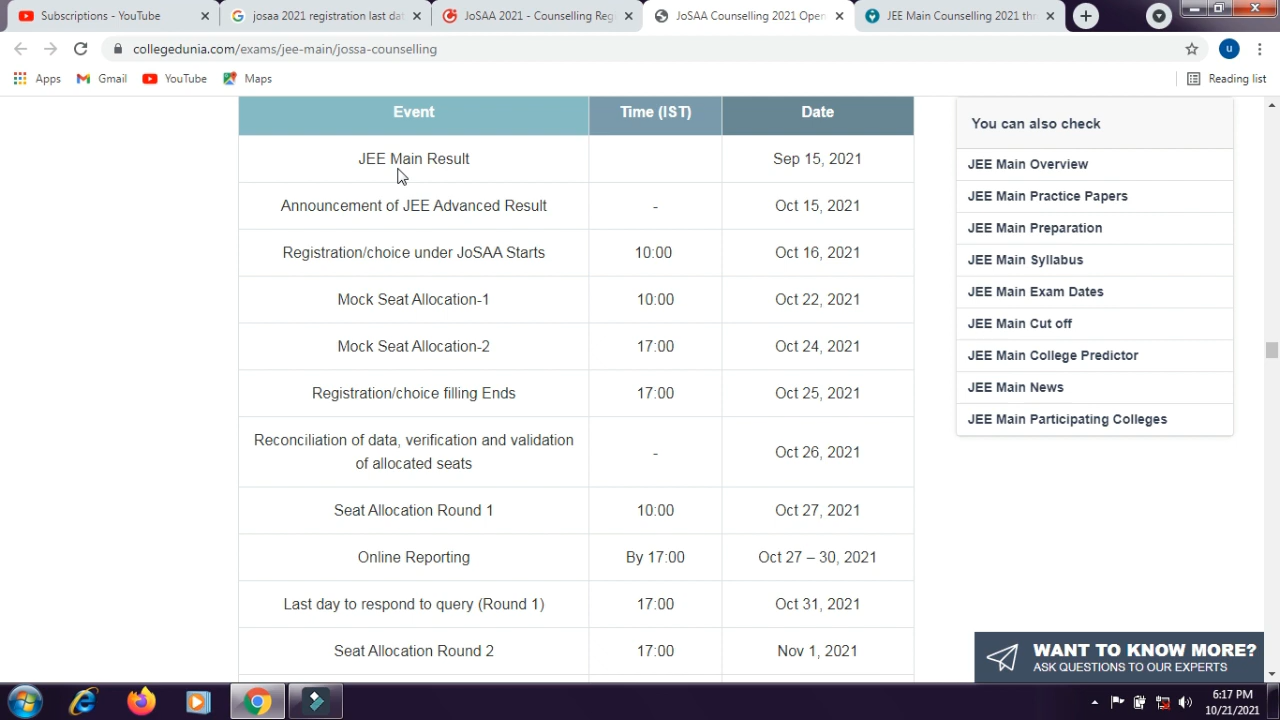 Subscriptions - YouTube
josaa 2021 registration last dat
JoSAA 2021 - Counselling Reg
JoSAA Counselling 2021 Open
JEE Main Counselling 2021 thr
collegedunia.com/exams/jee-main/jossa-counselling
u
Apps
Gmail
YouTube
Maps
Reading list
Event Time (IST) Date
JEE Main Result Sep 15, 2021
Announcement of JEE Advanced Result - Oct 15, 2021
Registration/choice under JoSAA Starts 10:00 Oct 16, 2021
Mock Seat Allocation-1 10:00 Oct 22, 2021
Mock Seat Allocation-2 17:00 Oct 24, 2021
Registration/choice filling Ends 17:00 Oct 25, 2021
Reconciliation of data, verification and validation
of allocated seats - Oct 26, 2021
Seat Allocation Round 1 10:00 Oct 27, 2021
Online Reporting By 17:00 Oct 27 – 30, 2021
Last day to respond to query (Round 1) 17:00 Oct 31, 2021
Seat Allocation Round 2 17:00 Nov 1, 2021
You can also check
JEE Main Overview
JEE Main Practice Papers
JEE Main Preparation
JEE Main Syllabus
JEE Main Exam Dates
JEE Main Cut off
JEE Main College Predictor
JEE Main News
JEE Main Participating Colleges
WANT TO KNOW MORE?
ASK QUESTIONS TO OUR EXPERTS
6:17 PM
10/21/2021